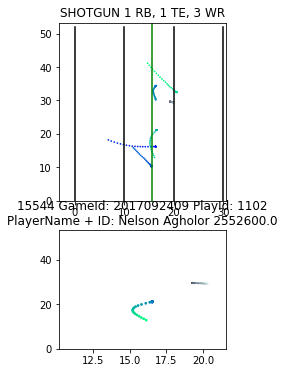 SHOTGUN 1 RB, 1 TE, 3 WR
50
40
30
20
10
0
0 10 20 30
15544 GameId: 2017092409 PlayId: 1102
PlayerName + ID: Nelson Agholor 2552600.0
40
20
0
12.5 15.0 17.5 20.0